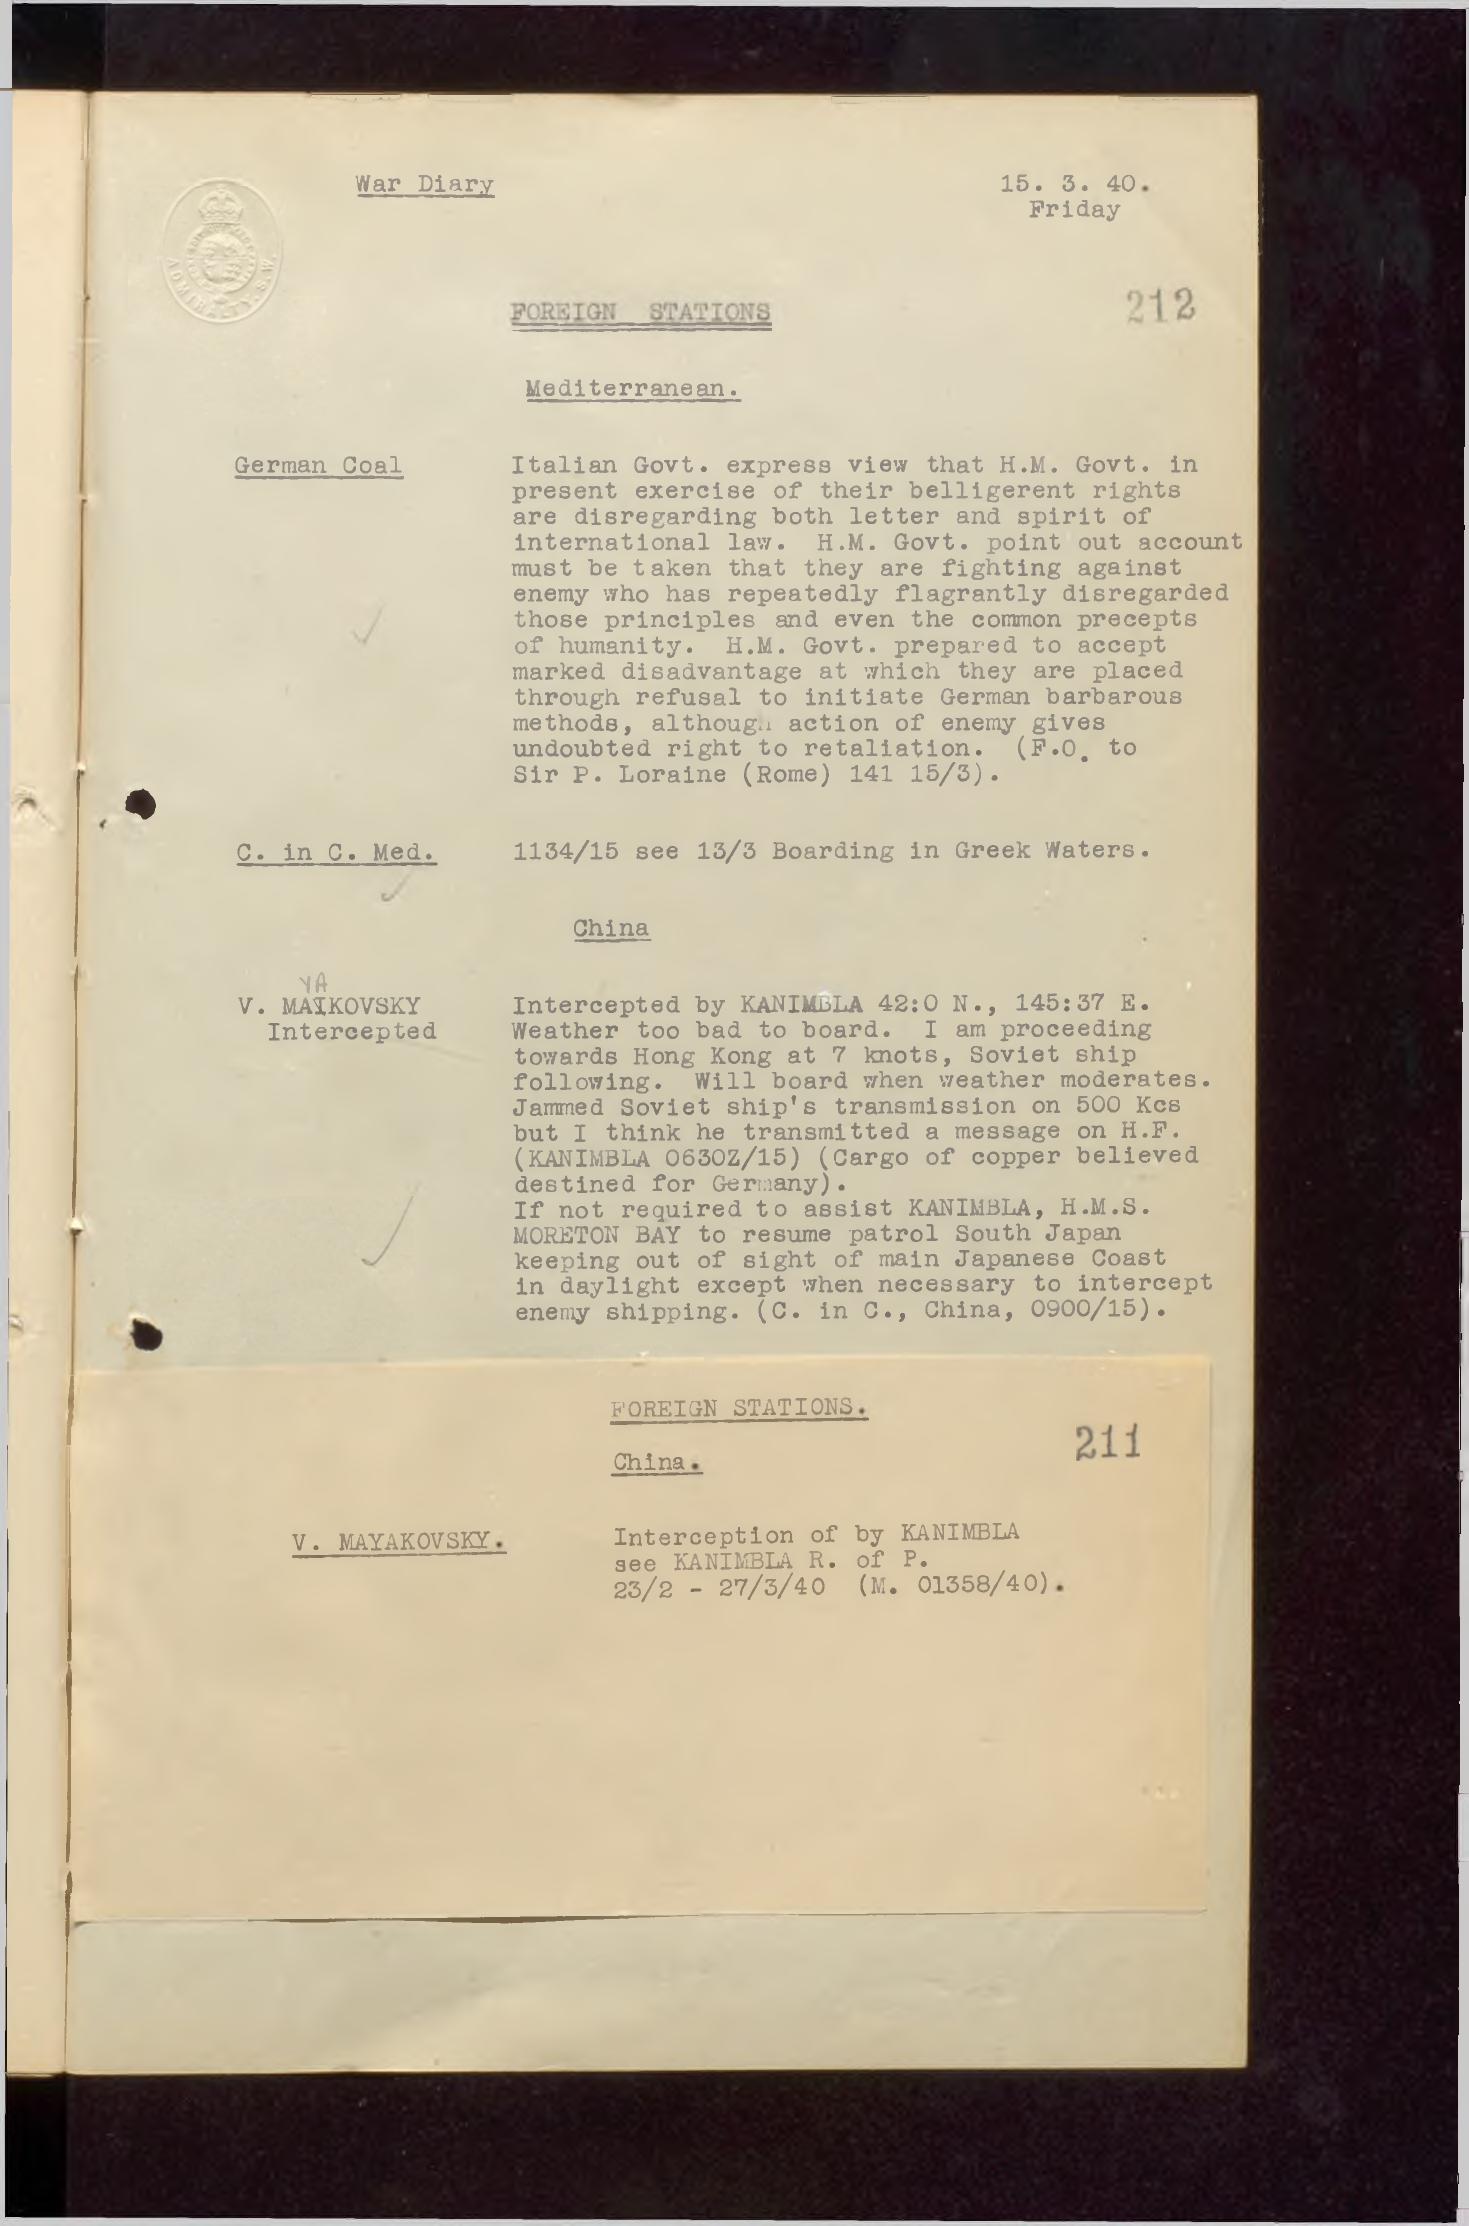 War Diary
15. 3. 40.
Friday
ADMIRALTY. S.W.
FOREIGN STATIONS
212
Mediterranean.
German Coal
Italian Govt. express view that H.M. Govt. in
present exercise of their belligerent rights
are disregarding both letter and spirit of
international law. H.M. Govt. point out account
must be taken that they are fighting against
enemy who has repeatedly flagrantly disregarded
those principles and even the common precepts
of humanity. H.M. Govt. prepared to accept
marked disadvantage at which they are placed
through refusal to initiate German barbarous
methods, although action of enemy gives
undoubted right to retaliation. (F.O. to
Sir P. Loraine (Rome) 141 15/3).
C. in C. Med.
1134/15 see 13/3 Boarding in Greek Waters.
China
YA
V. MAIKOVSKY
Intercepted
Intercepted by KANIMBLA 42:0 N., 145:37 E.
Weather too bad to board. I am proceeding
towards Hong Kong at 7 knots, Soviet ship
following. Will board when weather moderates.
Jammed Soviet ship's transmission on 500 Kcs
but I think he transmitted a message on H.F.
(KANIMBLA 0630Z/15) (Cargo of copper believed
destined for Germany).
If not required to assist KANIMBLA, H.M.S.
MORETON BAY to resume patrol South Japan
keeping out of sight of main Japanese Coast
in daylight except when necessary to intercept
enemy shipping. (C. in C., China, 0900/15).
FOREIGN STATIONS.
211
China.
V. MAYAKOVSKY.
Interception of by KANIMBLA
see KANIMBLA R. of P.
23/2 - 27/3/40 (M. 01358/40).